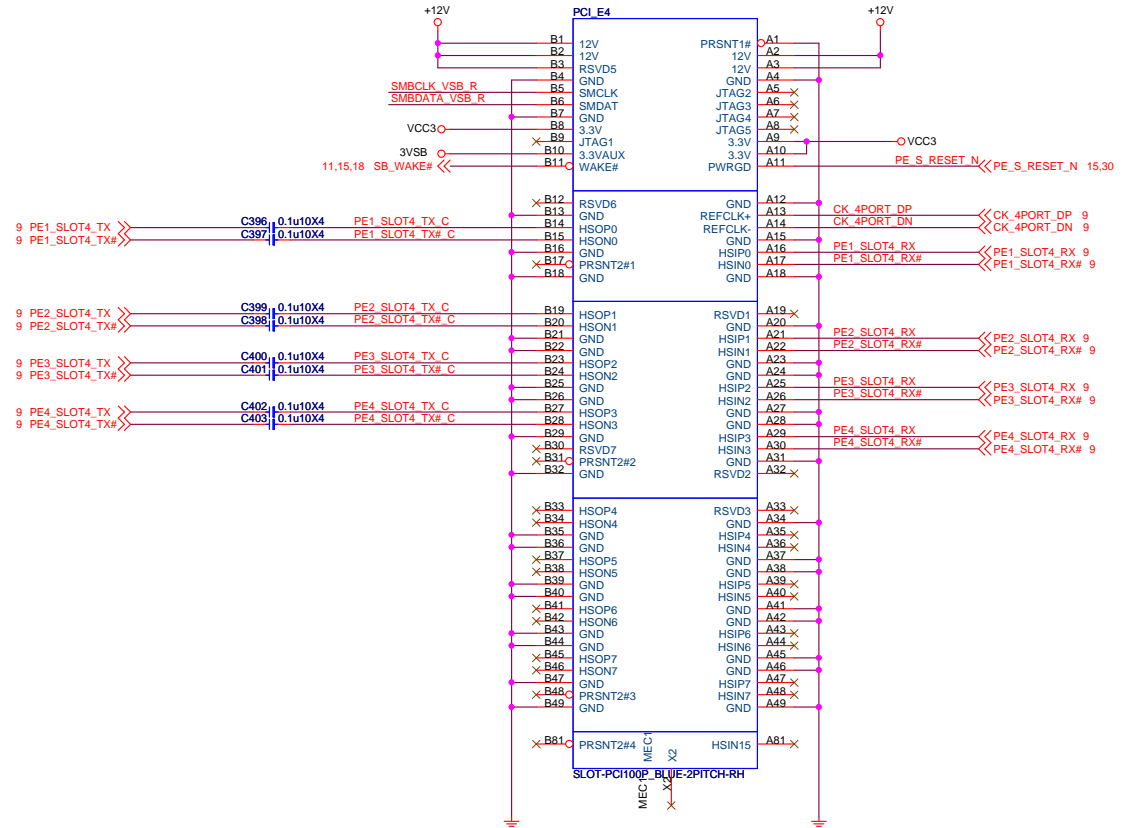 +12V
PCI_E4
+12V
B1 12V PRSNT1# A1
B2 12V 12V A2
B3 RSVD5 12V A3
B4 GND GND A4
SMBCLK_VSB_R B5 SMCLK JTAG2 A5
SMBDATA_VSB_R B6 SMDAT JTAG3 A6
B7 GND JTAG4 A7
VCC3 B8 3.3V JTAG5 A8
B9 JTAG1 3.3V A9 VCC3
3VSB B10 3.3VAUX 3.3V A10
11,15,18 SB_WAKE# B11 WAKE# PWRGD A11 PE_S_RESET_N PE_S_RESET_N 15,30
B12 RSVD6 GND A12
B13 GND REFCLK+ A13 CK_4PORT_DP CK_4PORT_DP 9
9 PE1_SLOT4_TX C396 0.1u10X4 PE1_SLOT4_TX_C B14 HSOP0 REFCLK- A14 CK_4PORT_DN CK_4PORT_DN 9
9 PE1_SLOT4_TX# C397 0.1u10X4 PE1_SLOT4_TX#_C B15 HSON0 GND A15
B16 GND HSIP0 A16 PE1_SLOT4_RX PE1_SLOT4_RX 9
B17 PRSNT2#1 HSIN0 A17 PE1_SLOT4_RX# PE1_SLOT4_RX# 9
B18 GND GND A18
9 PE2_SLOT4_TX C399 0.1u10X4 PE2_SLOT4_TX_C B19 HSOP1 RSVD1 A19
9 PE2_SLOT4_TX# C398 0.1u10X4 PE2_SLOT4_TX#_C B20 HSON1 GND A20
B21 GND HSIP1 A21 PE2_SLOT4_RX PE2_SLOT4_RX 9
B22 GND HSIN1 A22 PE2_SLOT4_RX# PE2_SLOT4_RX# 9
9 PE3_SLOT4_TX C400 0.1u10X4 PE3_SLOT4_TX_C B23 HSOP2 GND A23
9 PE3_SLOT4_TX# C401 0.1u10X4 PE3_SLOT4_TX#_C B24 HSON2 GND A24
B25 GND HSIP2 A25 PE3_SLOT4_RX PE3_SLOT4_RX 9
B26 GND HSIN2 A26 PE3_SLOT4_RX# PE3_SLOT4_RX# 9
9 PE4_SLOT4_TX C402 0.1u10X4 PE4_SLOT4_TX_C B27 HSOP3 GND A27
9 PE4_SLOT4_TX# C403 0.1u10X4 PE4_SLOT4_TX#_C B28 HSON3 GND A28
B29 GND HSIP3 A29 PE4_SLOT4_RX PE4_SLOT4_RX 9
B30 RSVD7 HSIN3 A30 PE4_SLOT4_RX# PE4_SLOT4_RX# 9
B31 PRSNT2#2 GND A31
B32 GND RSVD2 A32
B33 HSOP4 RSVD3 A33
B34 HSON4 GND A34
B35 GND HSIP4 A35
B36 GND HSIN4 A36
B37 HSOP5 GND A37
B38 HSON5 GND A38
B39 GND HSIP5 A39
B40 GND HSIN5 A40
B41 HSOP6 GND A41
B42 HSON6 GND A42
B43 GND HSIP6 A43
B44 GND HSIN6 A44
B45 HSOP7 GND A45
B46 HSON7 GND A46
B47 GND HSIP7 A47
B48 PRSNT2#3 HSIN7 A48
B49 GND GND A49
B81 PRSNT2#4 MEC1 X2 HSIN15 A81
SLOT-PCI100P_BLUE-2PITCH-RH
MEC1 X2